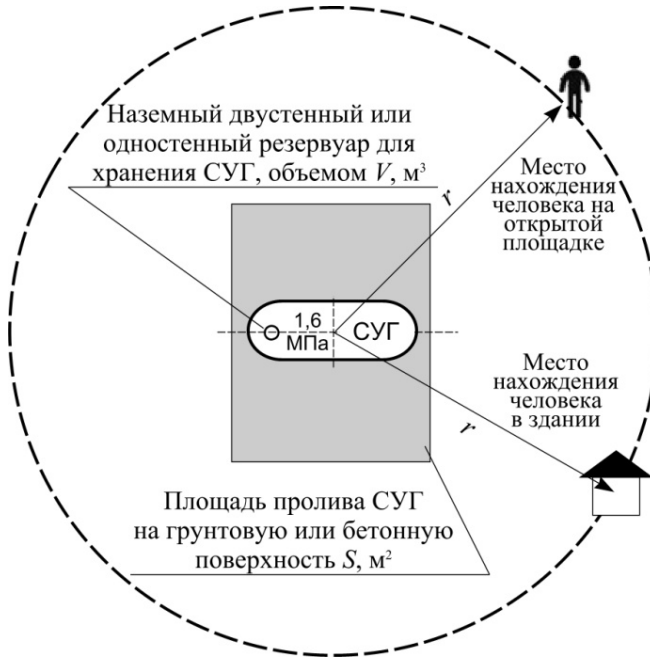 Наземный двустенный или
одностенный резервуар для
хранения СУГ, объемом V, м³
r
Место
нахождения
человека на
открытой
площадке
1,6
МПа
СУГ
Место
нахождения
человека
в здании
r
Площадь пролива СУГ
на грунтовую или бетонную
поверхность S, м²